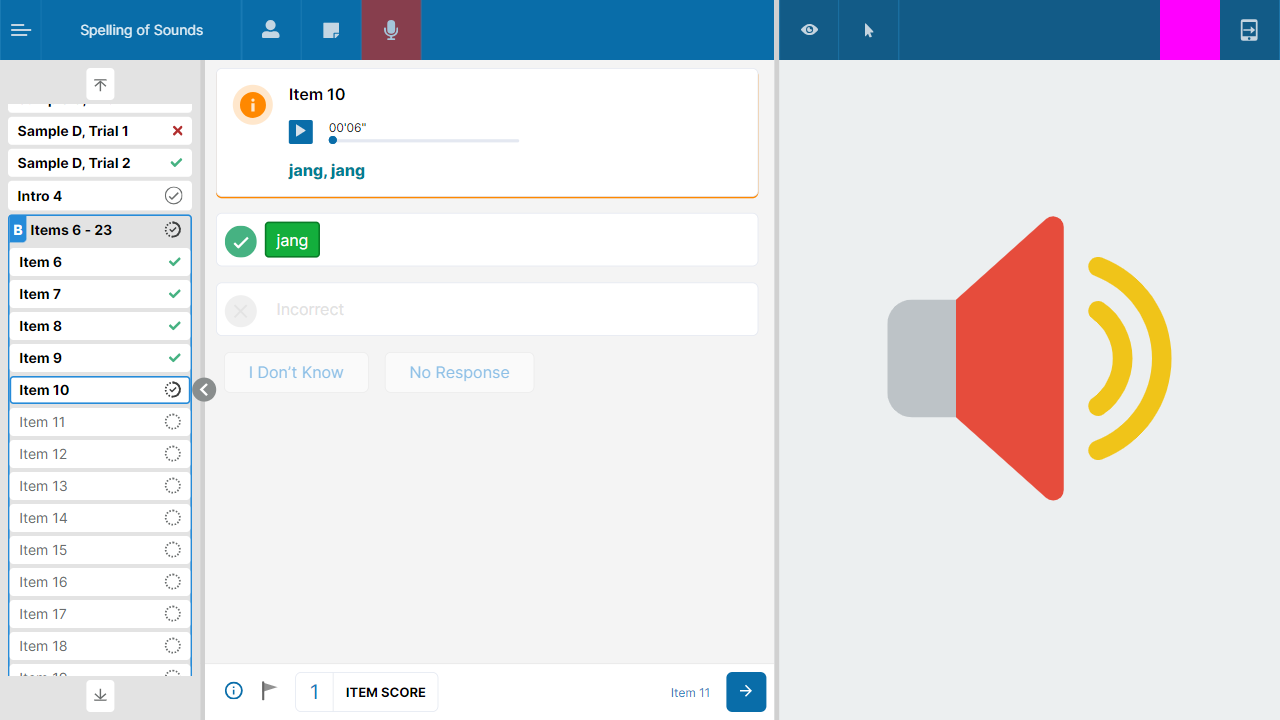 Spelling of Sounds
Sample D, Trial 1
Sample D, Trial 2
Intro 4
B Items 6 - 23
Item 6
Item 7
Item 8
Item 9
Item 10
Item 11
Item 12
Item 13
Item 14
Item 15
Item 16
Item 17
Item 18
Item 10
00'06"
jang, jang
jang
Incorrect
I Don’t Know
No Response
1 ITEM SCORE
Item 11